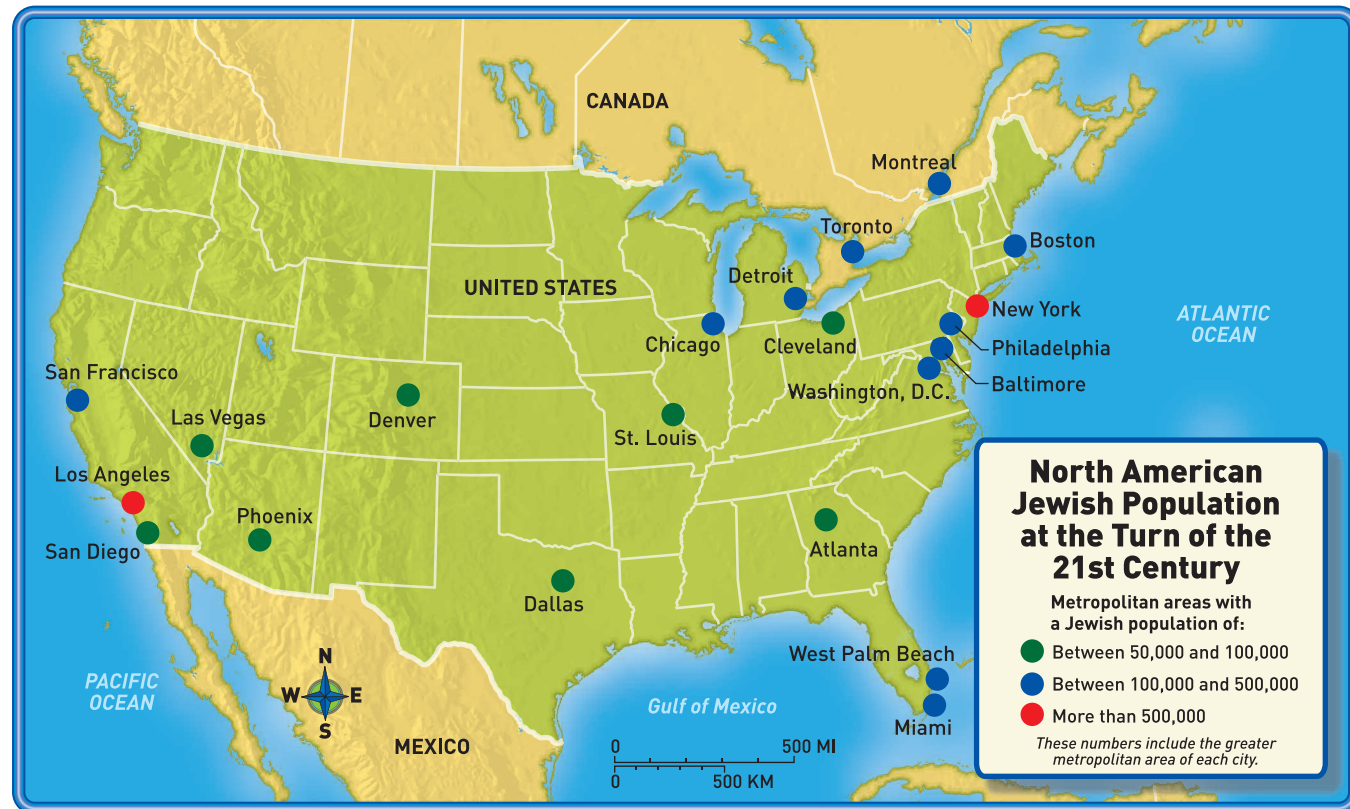 CANADA
Montreal
Toronto
Boston
Detroit
UNITED STATES
New York
ATLANTIC
OCEAN
Chicago
Cleveland
Philadelphia
San Francisco
Baltimore
Washington, D.C.
Las Vegas
Denver
St. Louis
Los Angeles
Phoenix
San Diego
Atlanta
Dallas
West Palm Beach
PACIFIC
OCEAN
N
W E
S
Gulf of Mexico
Miami
MEXICO
0 500 MI
0 500 KM
North American
Jewish Population
at the Turn of the
21st Century
Metropolitan areas with
a Jewish population of:
Between 50,000 and 100,000
Between 100,000 and 500,000
More than 500,000
These numbers include the greater
metropolitan area of each city.